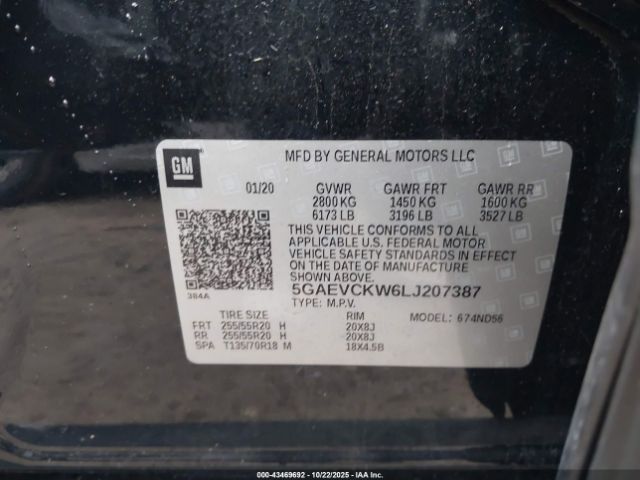 GM
MFD BY GENERAL MOTORS LLC
01/20 GVWR GAWR FRT GAWR RR
2800 KG 1450 KG 1600 KG
6173 LB 3196 LB 3527 LB
THIS VEHICLE CONFORMS TO ALL
APPLICABLE U.S. FEDERAL MOTOR
VEHICLE SAFETY STANDARDS IN EFFECT
ON THE DATE OF MANUFACTURE
SHOWN ABOVE.
384A
5GAEVCKW6LJ207387
TYPE: M.P.V.
TIRE SIZE RIM MODEL: 674ND56
FRT 255/55R20 H 20X8J
RR 255/55R20 H 20X8J
SPA T135/70R18 M 18X4.5B
000-43469692 - 10/22/2025 - IAA, Inc.